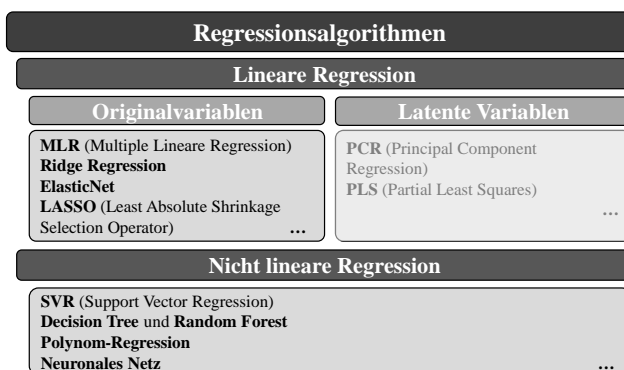 Regressionsalgorithmen
Lineare Regression
Originalvariablen
MLR (Multiple Lineare Regression)
Ridge Regression
ElasticNet
LASSO (Least Absolute Shrinkage
Selection Operator) ...
Latente Variablen
PCR (Principal Component
Regression)
PLS (Partial Least Squares)
...
Nicht lineare Regression
SVR (Support Vector Regression)
Decision Tree und Random Forest
Polynom-Regression
Neuronales Netz ...